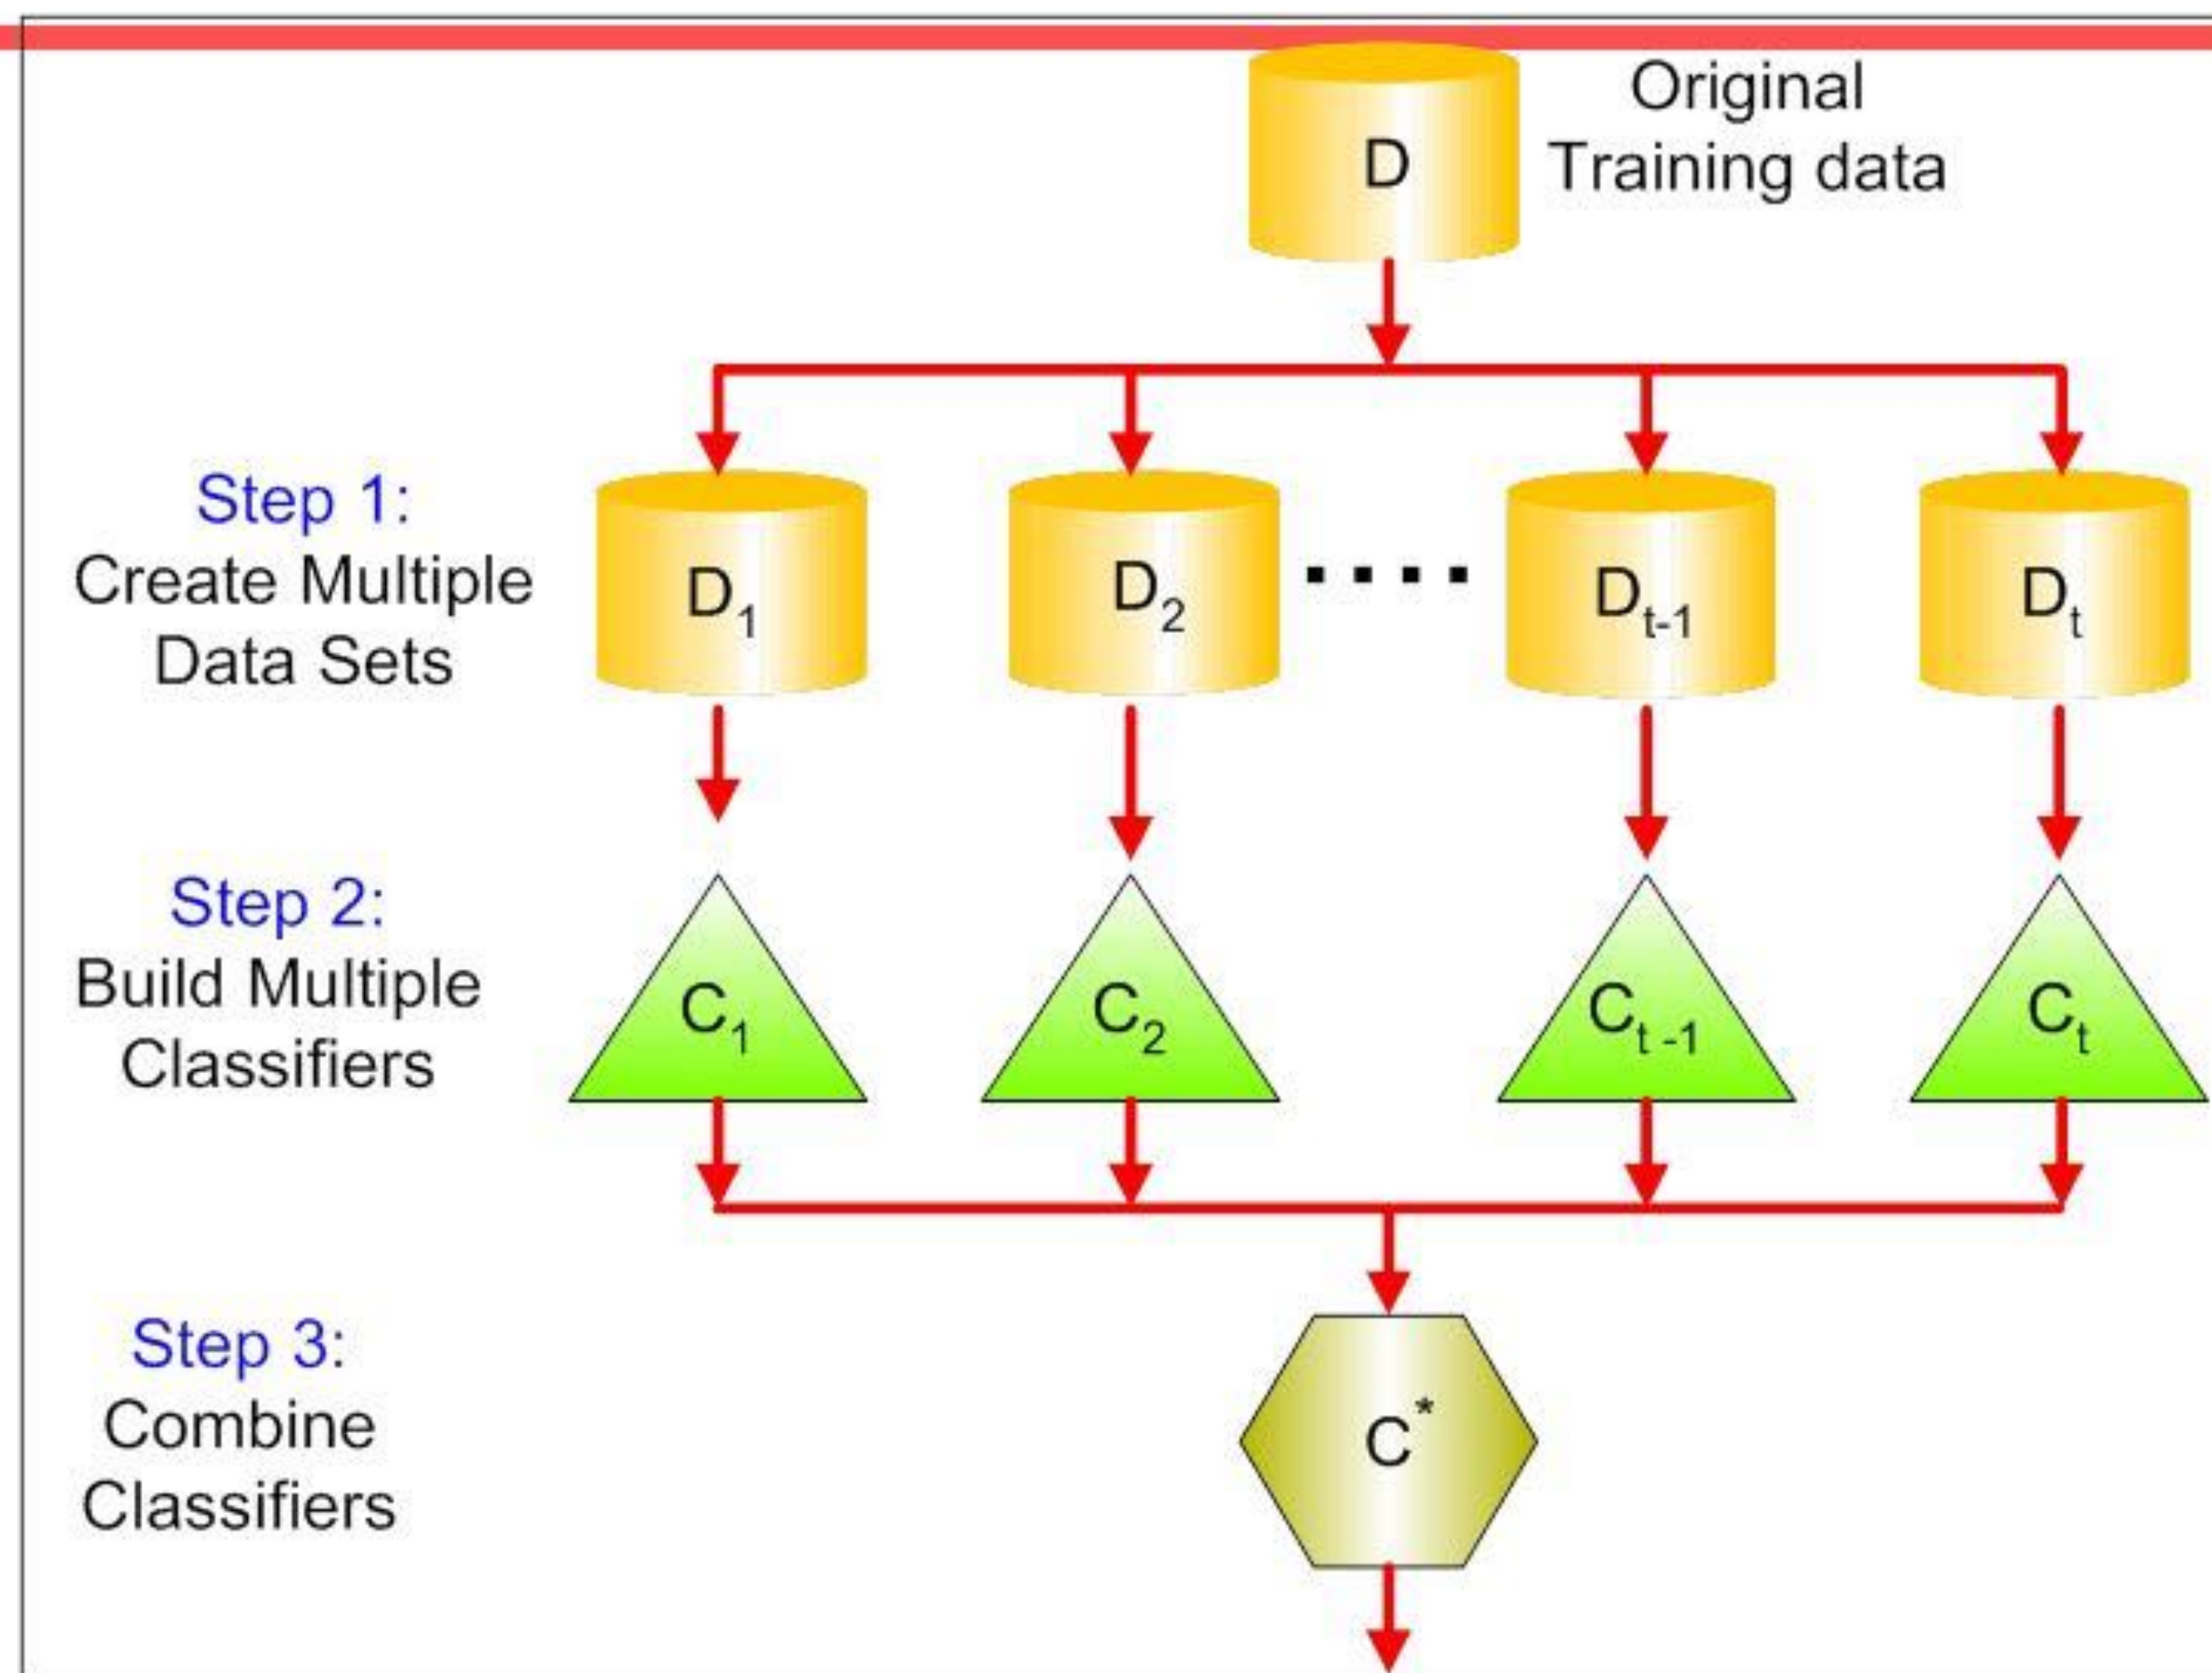 Original
Training data
D
Step 1:
Create Multiple
Data Sets
D₁
D₂
....
Dₜ₋₁
Dₜ
Step 2:
Build Multiple
Classifiers
C₁
C₂
Cₜ ₋₁
Cₜ
Step 3:
Combine
Classifiers
C*